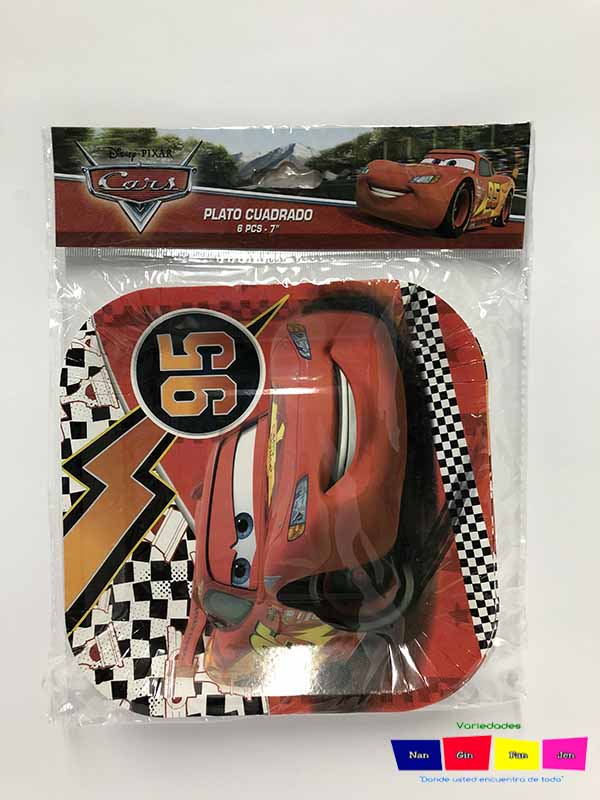 Disney PIXAR
Cars
95
PLATO CUADRADO
6 PCS - 7"
95
Variedades
Nan Gin Fan Jen
"Donde usted encuentra de todo"